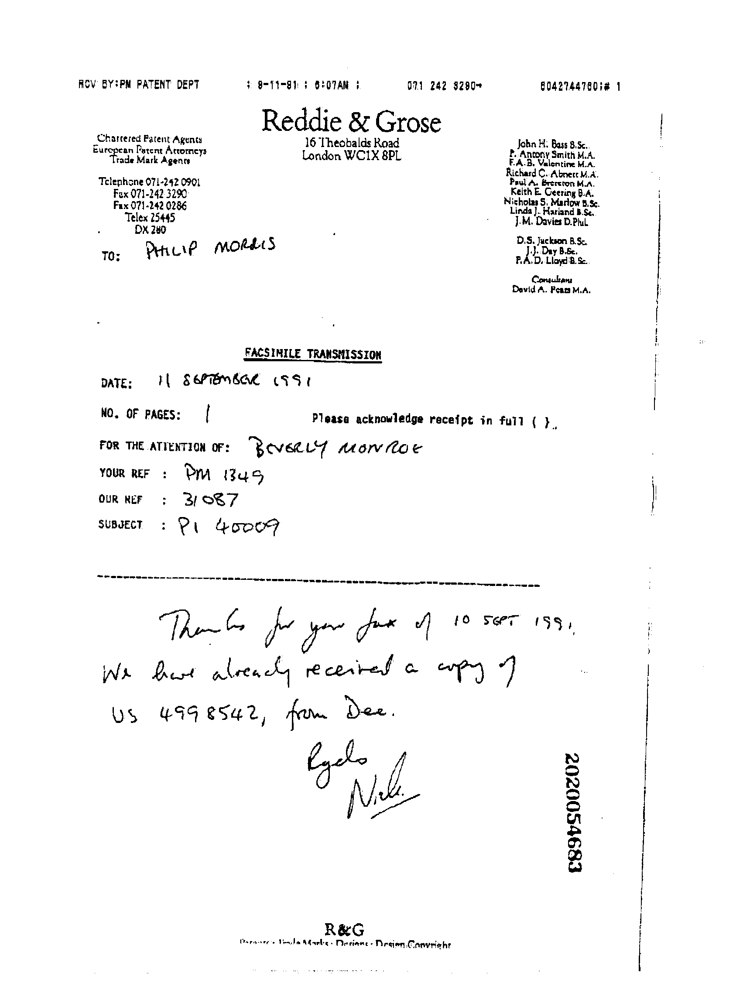 RCV BY:PM PATENT DEPT : 8-11-91 : 6:07AM : 071 242 3290→ 8042744760:# 1
Reddie & Grose
16 Theobalds Road
London WC1X 8PL
Chartered Patent Agents
European Patent Attorneys
Trade Mark Agents
Telephone 071-242 0901
Fax 071-242 3290
Fax 071-242 0286
Telex 25445
DX 280
John H. Bass B.Sc.
P. Antony Smith M.A.
F.A.B. Valentine M.A.
Richard C. Abnett M.A.
Paul A. Brereton M.A.
Keith E. Geering B.A.
Nicholas S. Marlow B.Sc.
Linda J. Harland B.Sc.
J.M. Davies D.Phil.
D.S. Jackson B.Sc.
J.J. Day B.Sc.
P.A.D. Lloyd B.Sc.
Consultant
David A. Pears M.A.
TO: PHILIP MORRIS
FACSIMILE TRANSMISSION
DATE: 11 SEPTEMBER 1991
NO. OF PAGES: 1 Please acknowledge receipt in full ( ).
FOR THE ATTENTION OF: BEVERLY MONROE
YOUR REF : PM 1349
OUR REF : 31087
SUBJECT : PI 40009
Thanks for your fax of 10 SEPT 1991.
We have already received a copy of
US 4998542, from Dee.
Rgds
Nick.
2020054683
R&G
Patents · Trade Marks · Designs · Design Copyright